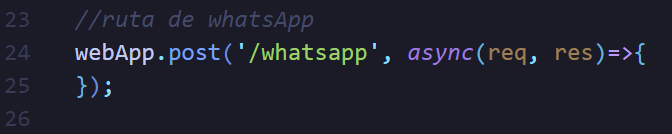 23 //ruta de whatsApp
24 webApp.post('/whatsapp', async(req, res)=>{
25 });
26